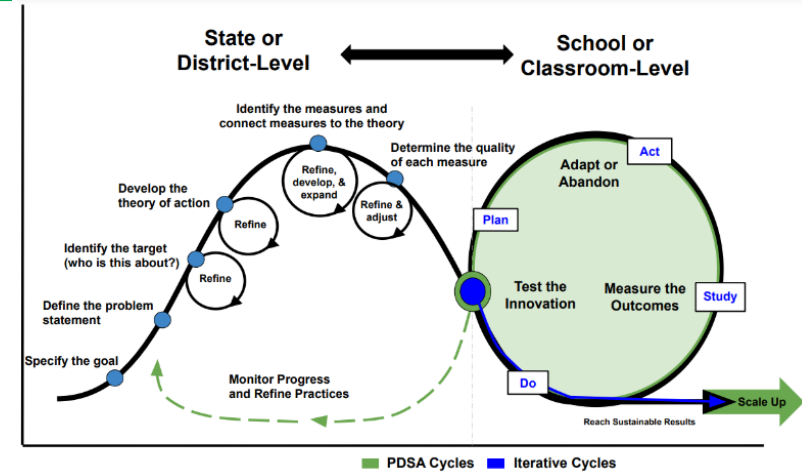 State or
District-Level
School or
Classroom-Level
Identify the measures and
connect measures to the theory
Determine the quality
of each measure
Refine,
develop, &
expand
Refine &
adjust
Develop the
theory of action
Refine
Identify the target
(who is this about?)
Refine
Define the problem
statement
Specify the goal
Monitor Progress
and Refine Practices
Act
Adapt or
Abandon
Plan
Test the
Innovation
Measure the
Outcomes
Study
Do
Scale Up
Reach Sustainable Results
PDSA Cycles
Iterative Cycles